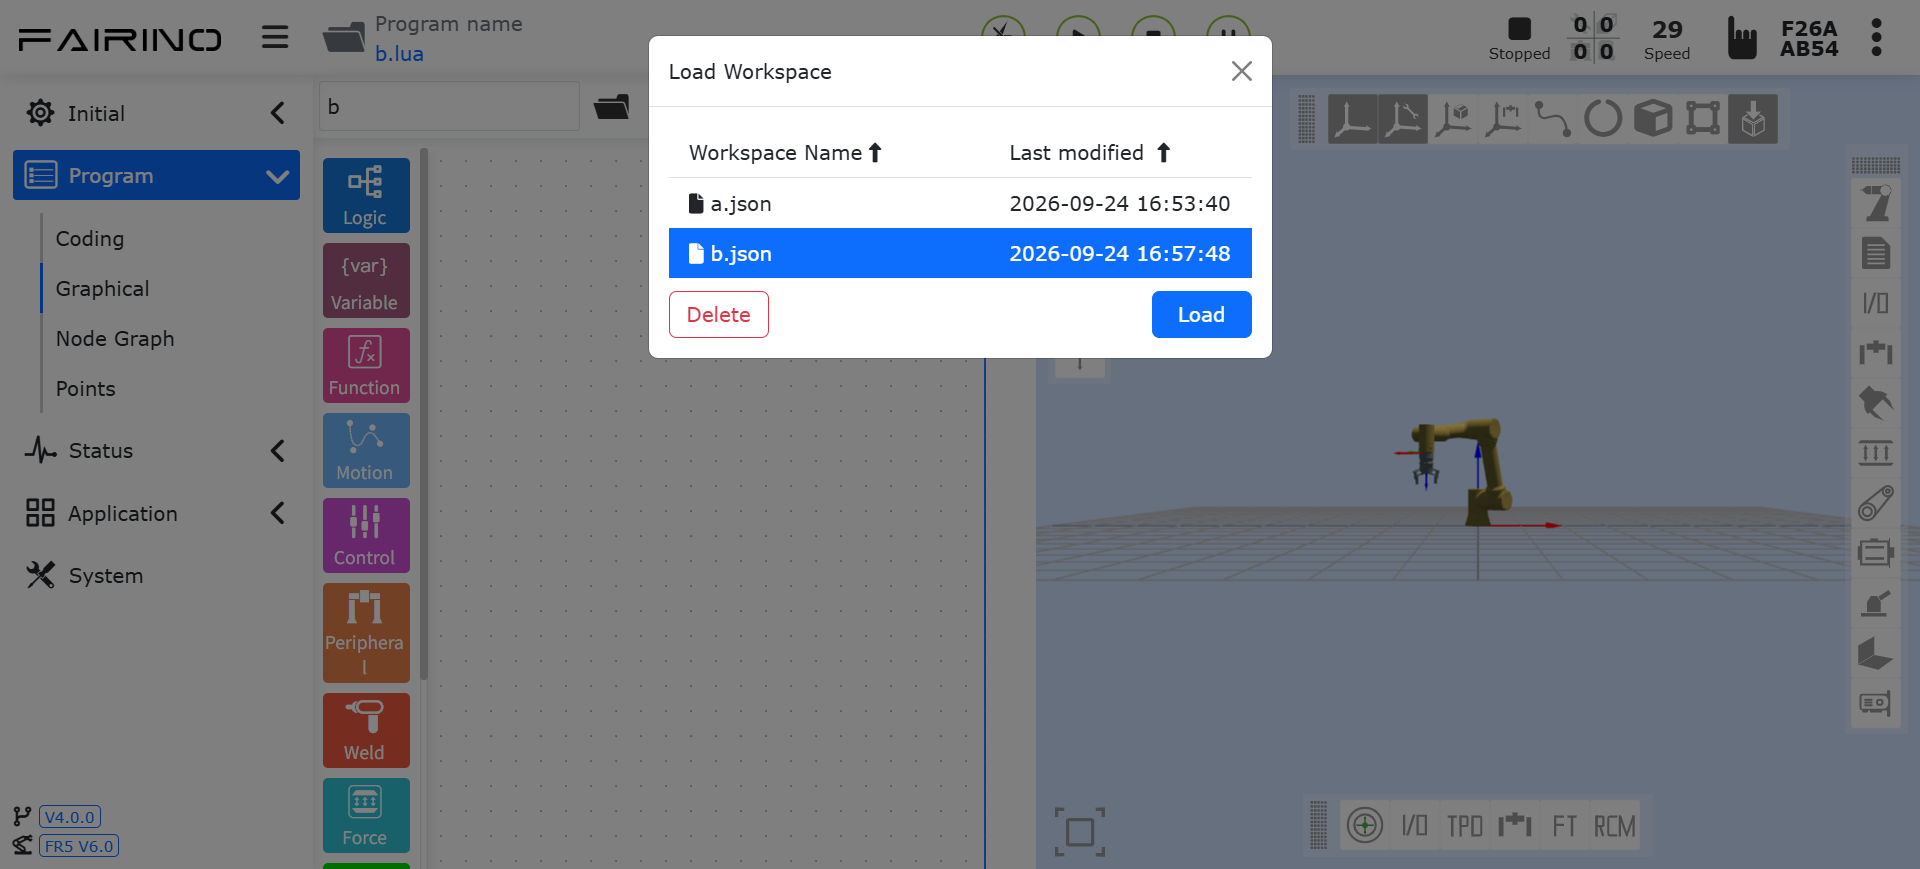 FAIRINO
Program name
b.lua
Stopped
0 0
0 0
29
Speed
F26A
AB54
Initial
Program
Coding
Graphical
Node Graph
Points
Status
Application
System
V4.0.0
FR5 V6.0
b
Logic
{var}
Variable
fx
Function
Motion
Control
Periphera
l
Weld
Force
Load Workspace
Workspace Name
Last modified
a.json
2026-09-24 16:53:40
b.json
2026-09-24 16:57:48
Delete
Load
I/O
I/O
TPD
FT
RCM